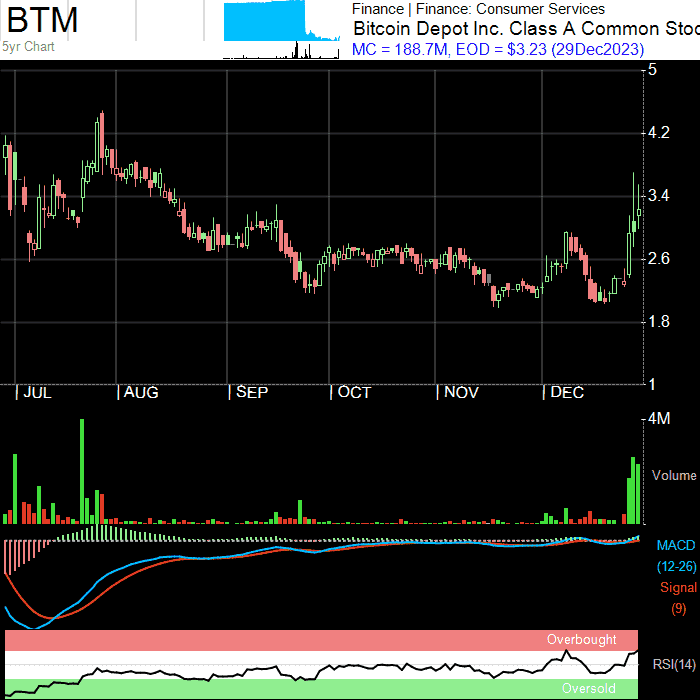 BTM
5yr Chart
Finance | Finance: Consumer Services
Bitcoin Depot Inc. Class A Common Stoc
MC = 188.7M, EOD = $3.23 (29Dec2023)
5
4.2
3.4
2.6
1.8
1
JUL AUG SEP OCT NOV DEC
4M
Volume
MACD
(12-26)
Signal
(9)
Overbought
RSI(14)
Oversold